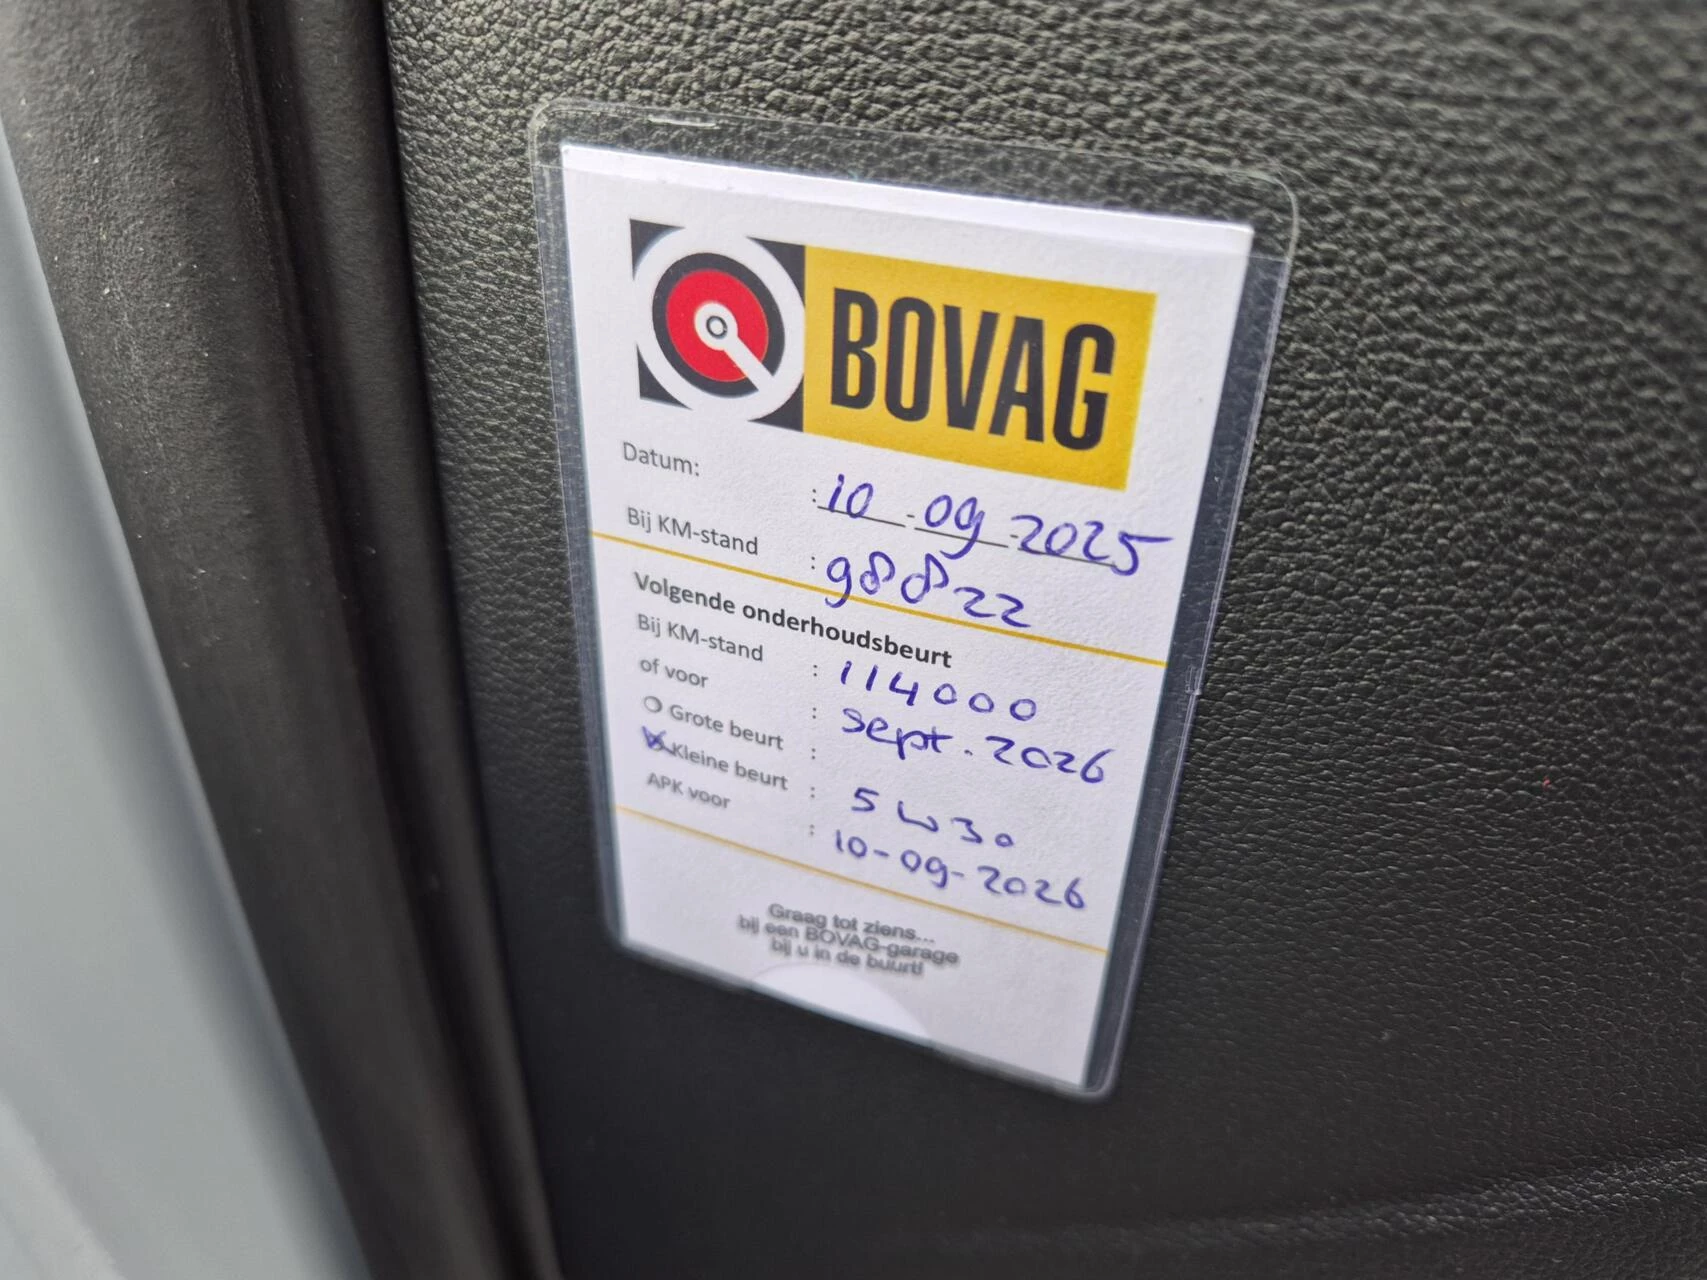 BOVAG
Datum: : 10 - 09 - 2025
Bij KM-stand : 98822
Volgende onderhoudsbeurt
Bij KM-stand : 114000
of voor : sept. 2026
Grote beurt :
Kleine beurt : 5w30
APK voor : 10-09-2026
Graag tot ziens...
bij een BOVAG-garage
bij u in de buurt!